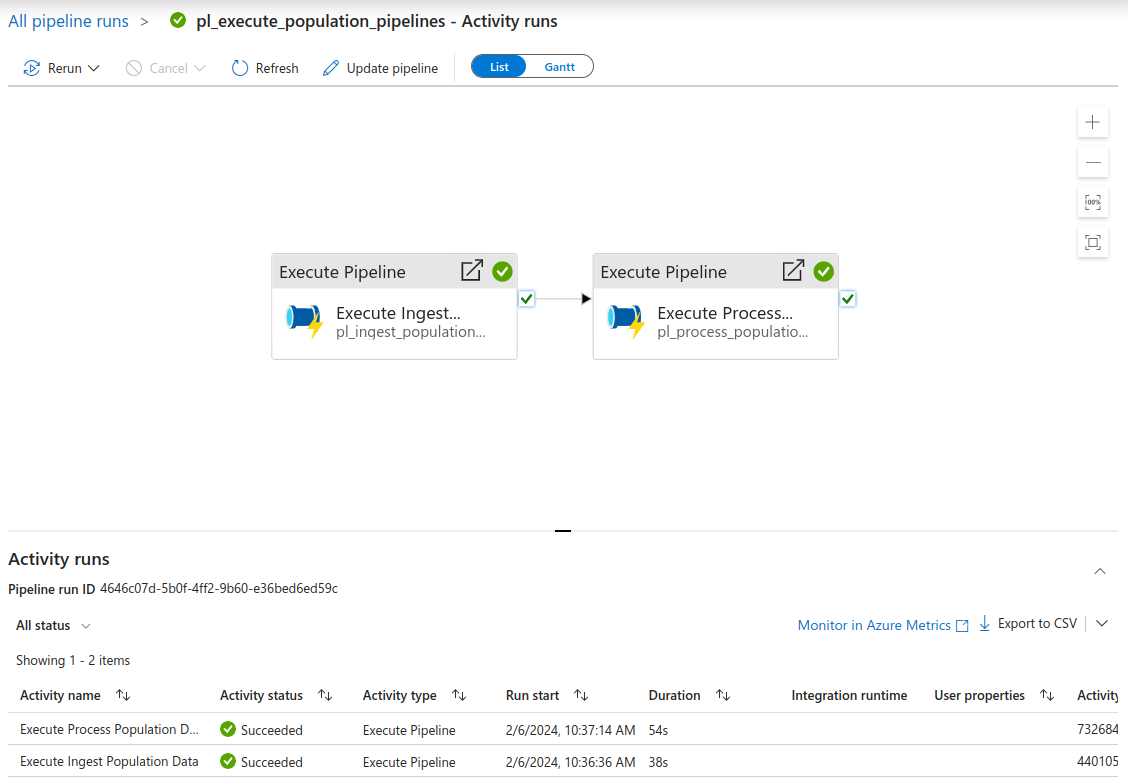 All pipeline runs > pl_execute_population_pipelines - Activity runs
Rerun Cancel Refresh Update pipeline List Gantt
100%
Execute Pipeline
Execute Ingest...
pl_ingest_population...
Execute Pipeline
Execute Process...
pl_process_populatio...
Activity runs
Pipeline run ID 4646c07d-5b0f-4ff2-9b60-e36bed6ed59c
All status
Monitor in Azure Metrics Export to CSV
Showing 1 - 2 items
Activity name Activity status Activity type Run start Duration Integration runtime User properties Activity
Execute Process Population D... Succeeded Execute Pipeline 2/6/2024, 10:37:14 AM 54s 732684
Execute Ingest Population Data Succeeded Execute Pipeline 2/6/2024, 10:36:36 AM 38s 440105